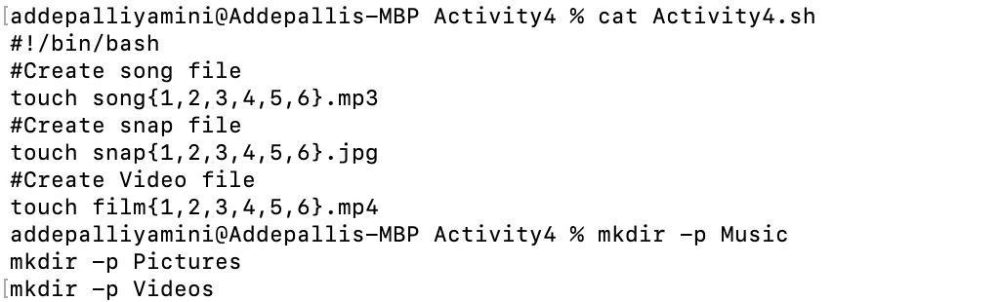 [addepalliyamini@Addepallis-MBP Activity4 % cat Activity4.sh
#!/bin/bash
#Create song file
touch song{1,2,3,4,5,6}.mp3
#Create snap file
touch snap{1,2,3,4,5,6}.jpg
#Create Video file
touch film{1,2,3,4,5,6}.mp4
addepalliyamini@Addepallis-MBP Activity4 % mkdir -p Music
mkdir -p Pictures
[mkdir -p Videos